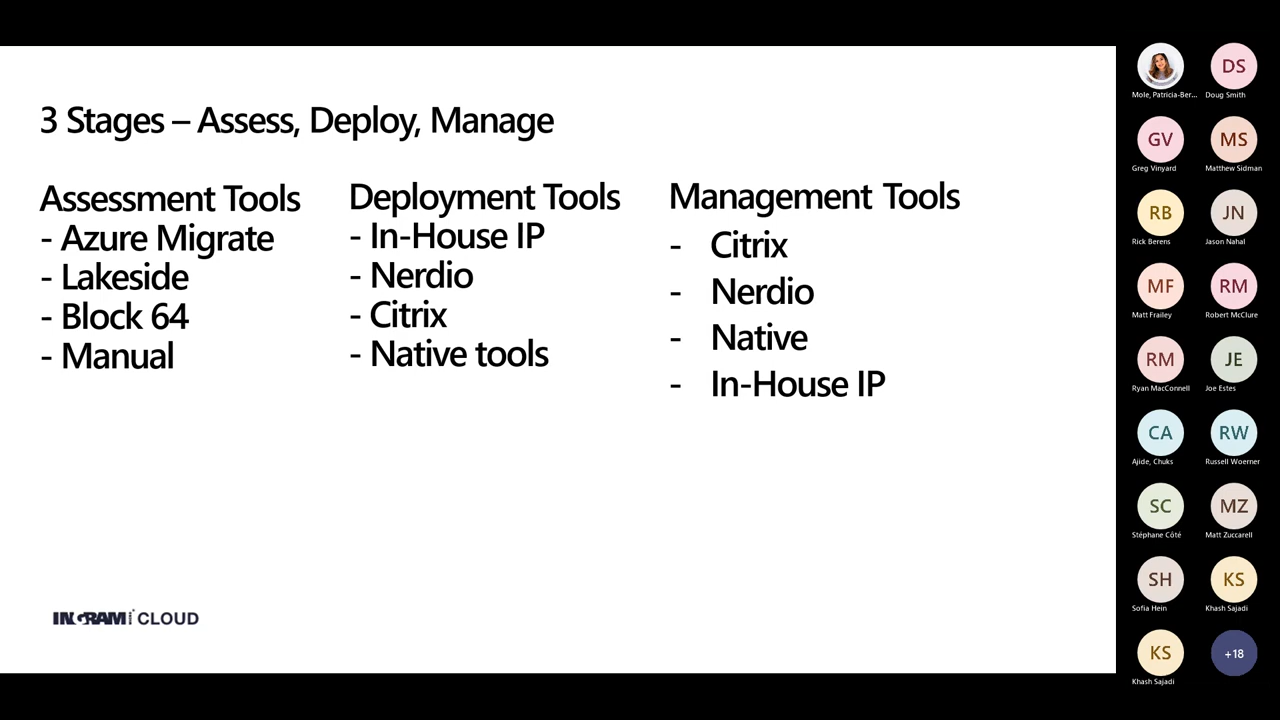 3 Stages – Assess, Deploy, Manage
Assessment Tools
- Azure Migrate
- Lakeside
- Block 64
- Manual
Deployment Tools
- In-House IP
- Nerdio
- Citrix
- Native tools
Management Tools
- Citrix
- Nerdio
- Native
- In-House IP
INGRAM CLOUD
Mole, Patricia-Ber...
DS
Doug Smith
GV
Greg Vinyard
MS
Matthew Sidman
RB
Rick Berens
JN
Jason Nahal
MF
Matt Frailey
RM
Robert McClure
RM
Ryan MacConnell
JE
Joe Estes
CA
Ajide, Chuks
RW
Russell Woerner
SC
Stéphane Côté
MZ
Matt Zuccarell
SH
Sofia Hein
KS
Khash Sajadi
KS
Khash Sajadi
+18